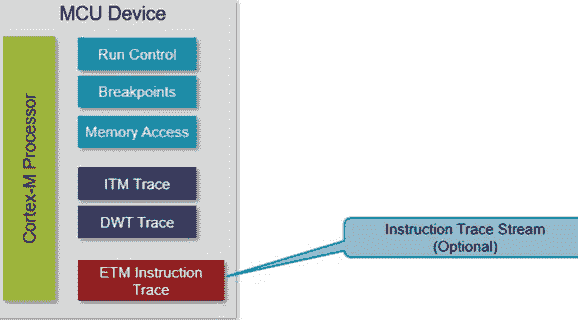 MCU Device
Cortex-M Processor
Run Control
Breakpoints
Memory Access
ITM Trace
DWT Trace
ETM Instruction
Trace
Instruction Trace Stream
(Optional)